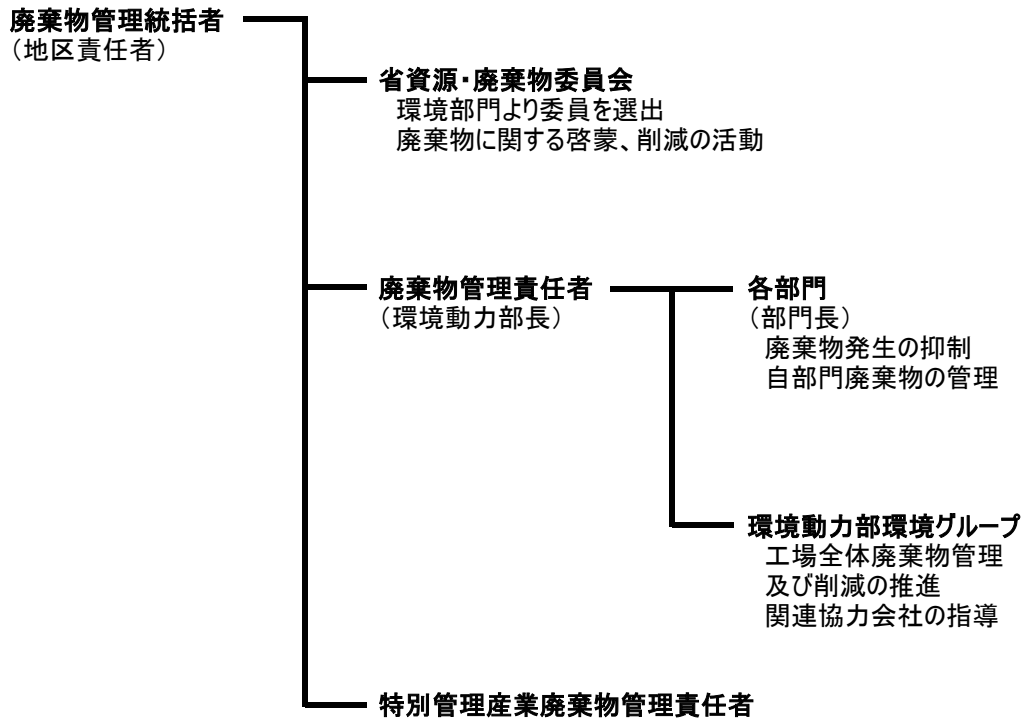 廃棄物管理統括者
（地区責任者）
省資源・廃棄物委員会
環境部門より委員を選出
廃棄物に関する啓蒙、削減の活動
廃棄物管理責任者
（環境動力部長）
各部門
（部門長）
廃棄物発生の抑制
自部門廃棄物の管理
環境動力部環境グループ
工場全体廃棄物管理
及び削減の推進
関連協力会社の指導
特別管理産業廃棄物管理責任者